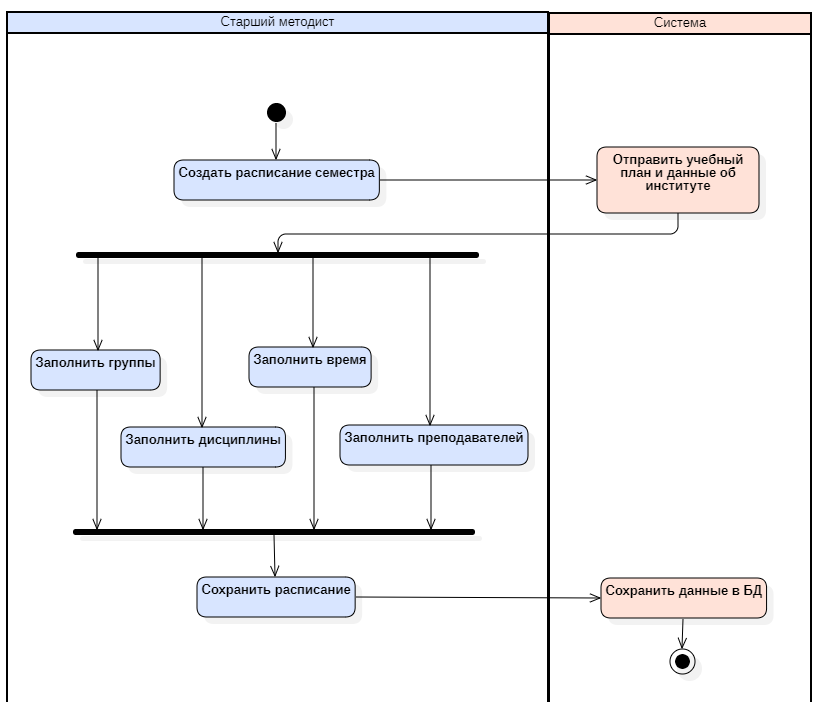 Старший методист
Система
Создать расписание семестра
Отправить учебный
план и данные об
институте
Заполнить группы
Заполнить время
Заполнить дисциплины
Заполнить преподавателей
Сохранить расписание
Сохранить данные в БД